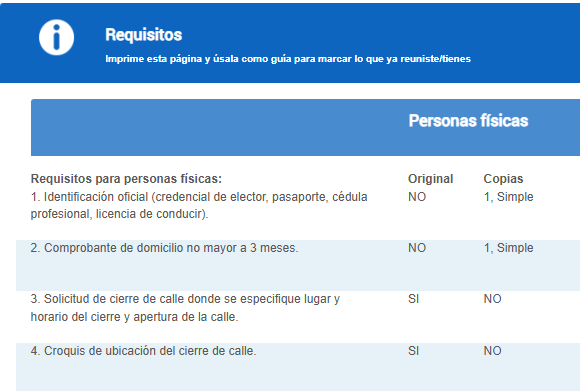 Requisitos
Imprime esta página y úsala como guía para marcar lo que ya reuniste/tienes
Personas físicas
Requisitos para personas físicas: Original Copias
1. Identificación oficial (credencial de elector, pasaporte, cédula NO 1, Simple
profesional, licencia de conducir).
2. Comprobante de domicilio no mayor a 3 meses. NO 1, Simple
3. Solicitud de cierre de calle donde se especifique lugar y SI NO
horario del cierre y apertura de la calle.
4. Croquis de ubicación del cierre de calle. SI NO